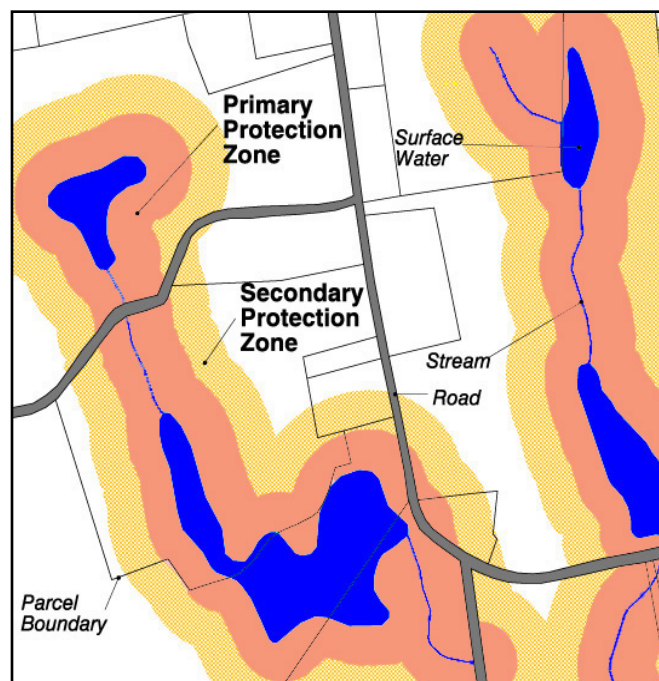 Primary
Protection
Zone
Surface
Water
Secondary
Protection
Zone
Stream
Road
Parcel
Boundary